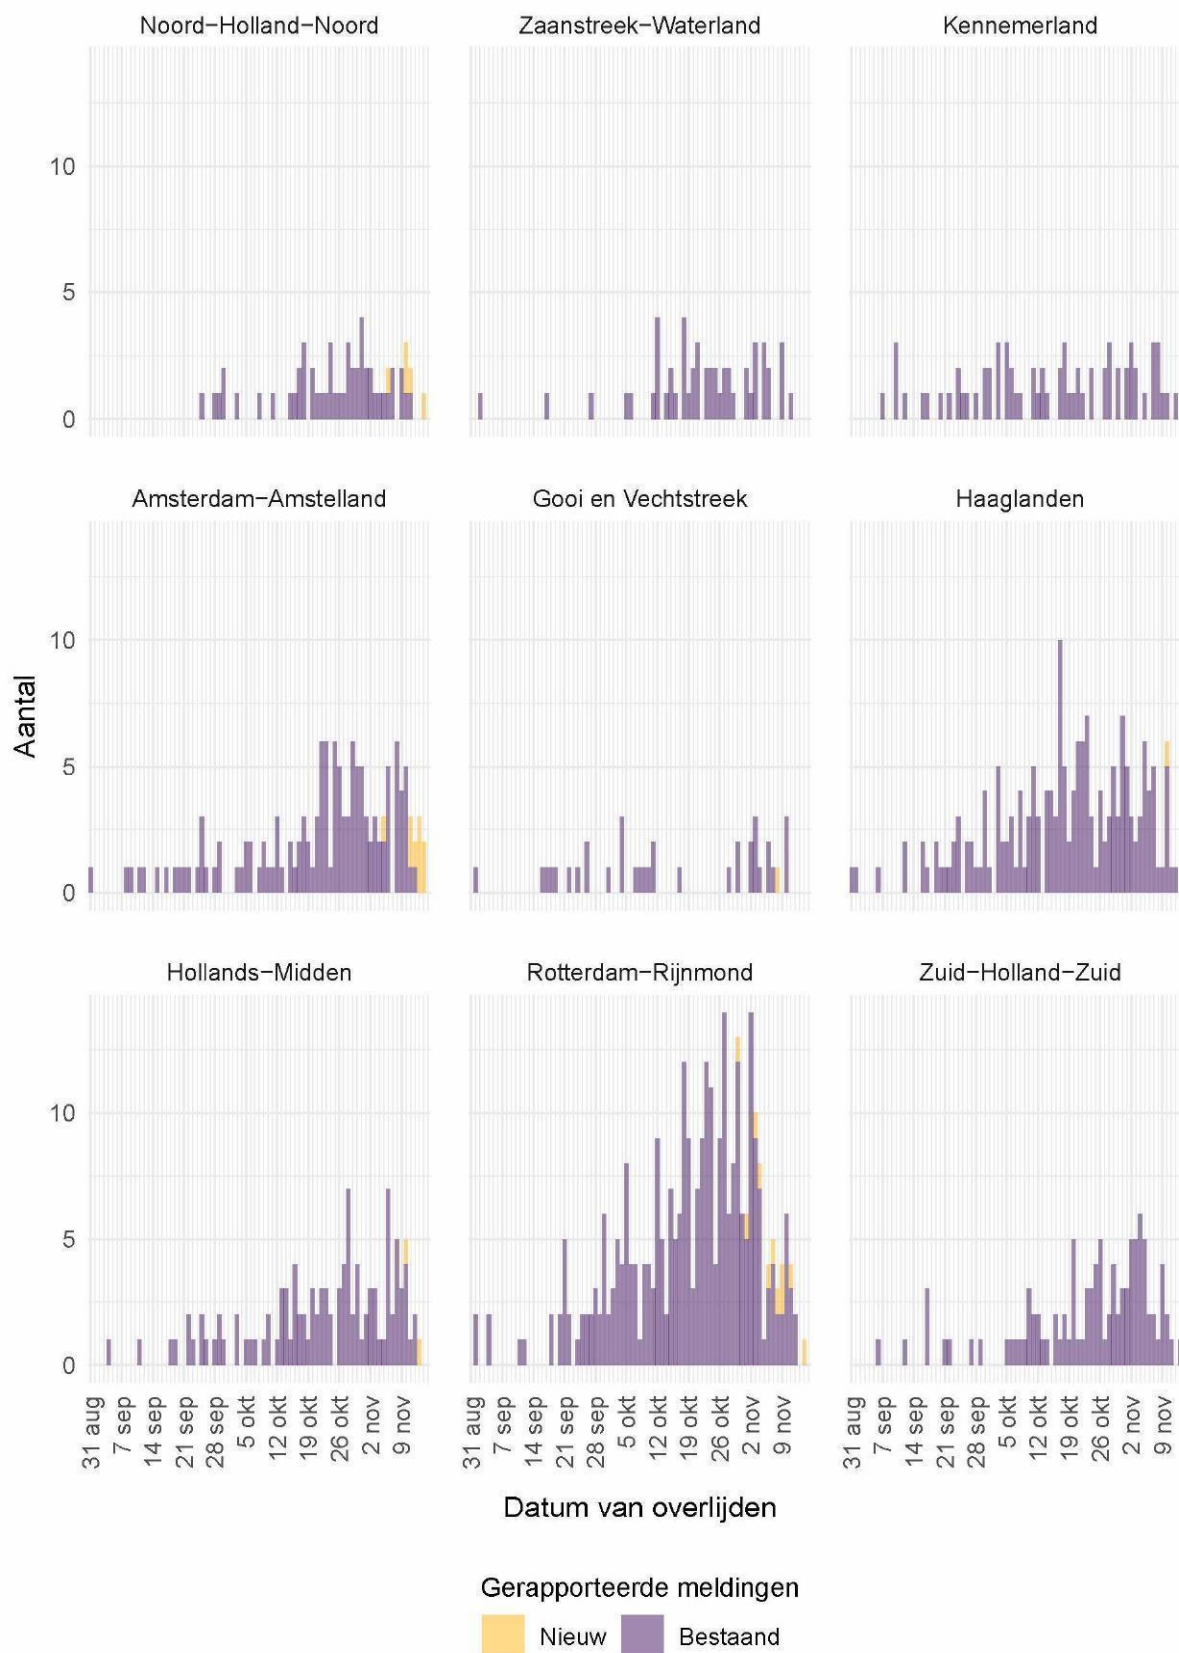 Noord-Holland-Noord
Zaanstreek-Waterland
Kennemerland
10
5
0
Amsterdam-Amstelland
Gooi en Vechtstreek
Haaglanden
10
5
0
Aantal
Hollands-Midden
Rotterdam-Rijnmond
Zuid-Holland-Zuid
10
5
0
31 aug
7 sep
14 sep
21 sep
28 sep
5 okt
12 okt
19 okt
26 okt
2 nov
9 nov
31 aug
7 sep
14 sep
21 sep
28 sep
5 okt
12 okt
19 okt
26 okt
2 nov
9 nov
31 aug
7 sep
14 sep
21 sep
28 sep
5 okt
12 okt
19 okt
26 okt
2 nov
9 nov
Datum van overlijden
Gerapporteerde meldingen
Nieuw
Bestaand